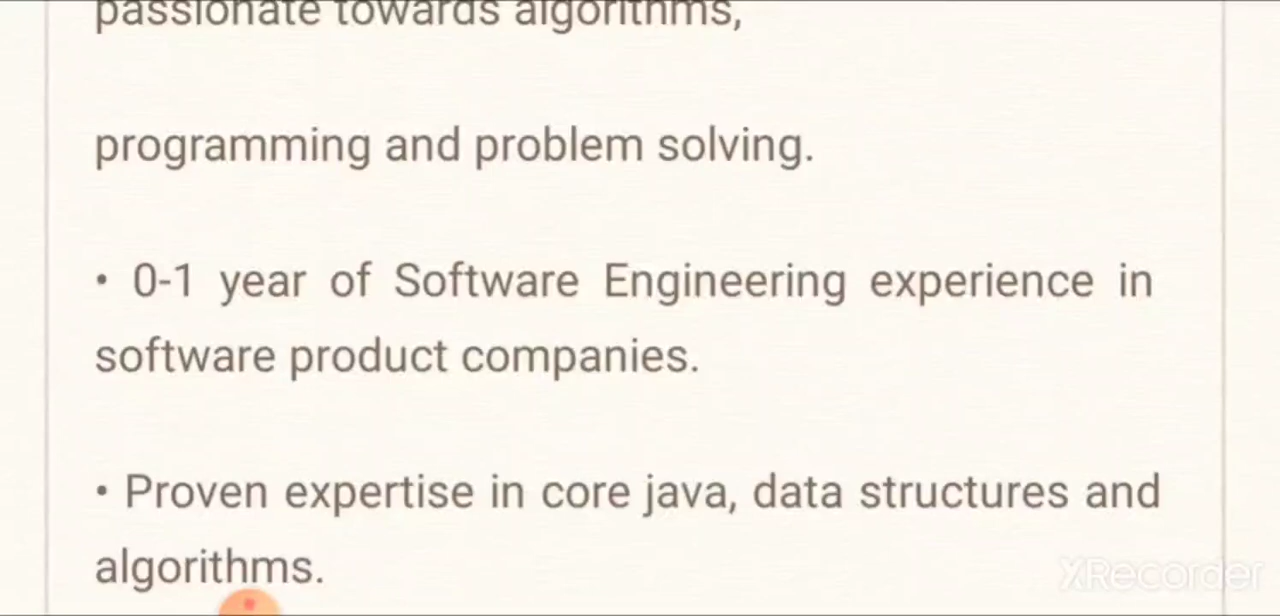 passionate towards algorithms,
programming and problem solving.
• 0-1 year of Software Engineering experience in
software product companies.
• Proven expertise in core java, data structures and
algorithms.
XRecorder